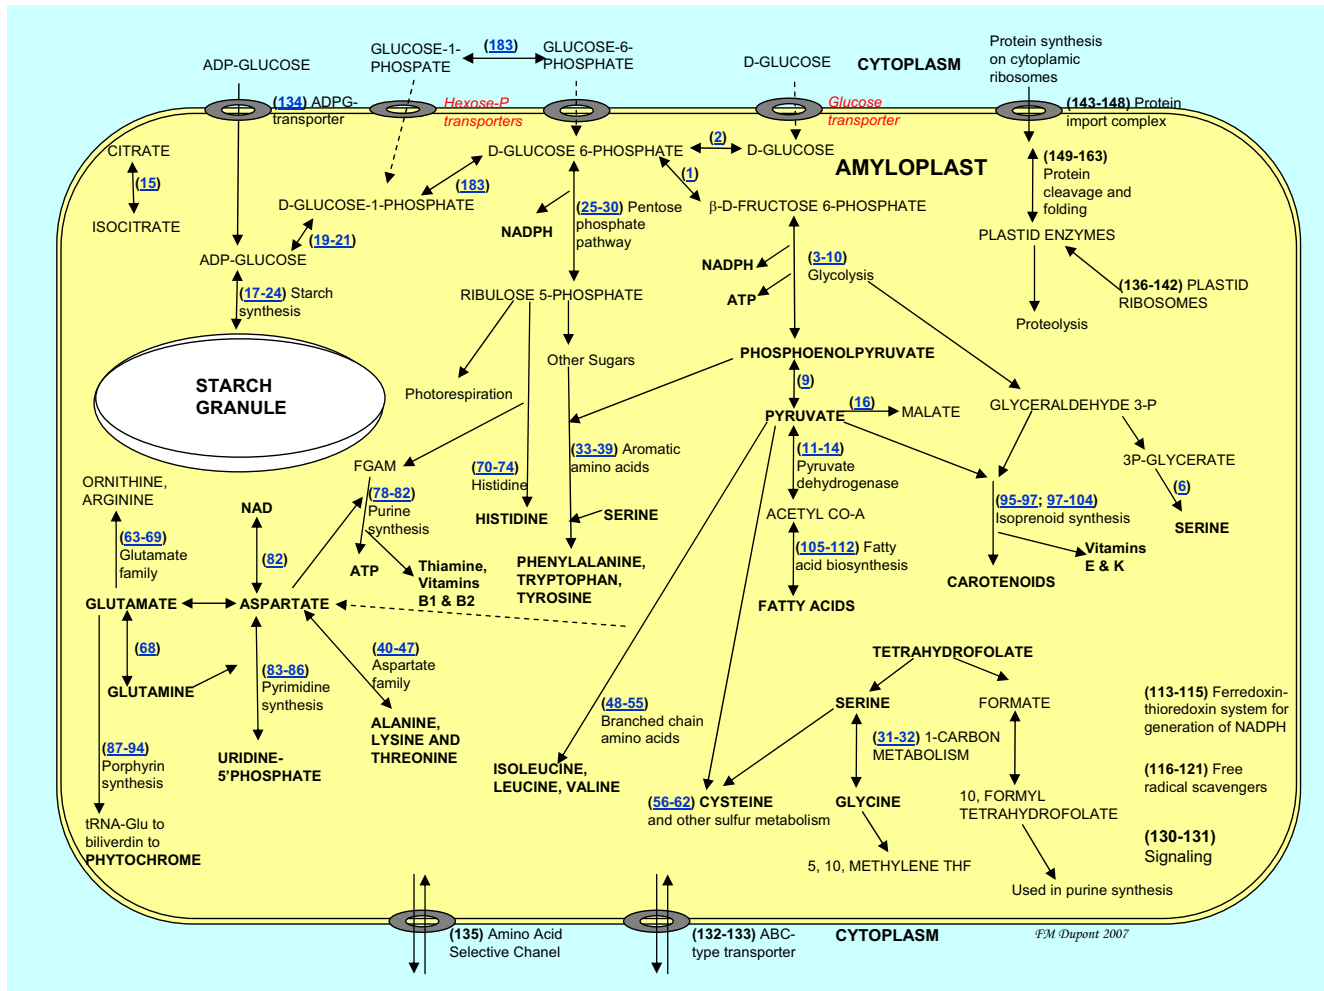 ADP-GLUCOSE
GLUCOSE-1-
PHOSPATE
(183)
GLUCOSE-6-
PHOSPHATE
D-GLUCOSE
CYTOPLASM
Protein synthesis
on cytoplamic
ribosomes
(134) ADPG-
transporter
Hexose-P
transporters
Glucose
transporter
(143-148) Protein
import complex
CITRATE
(15)
ISOCITRATE
D-GLUCOSE 6-PHOSPHATE
(2)
D-GLUCOSE
AMYLOPLAST
(149-163)
Protein
cleavage and
folding
(183)
(1)
D-GLUCOSE-1-PHOSPHATE
β-D-FRUCTOSE 6-PHOSPHATE
(19-21)
NADPH
(25-30) Pentose
phosphate
pathway
PLASTID ENZYMES
ADP-GLUCOSE
NADPH
(3-10)
Glycolysis
ATP
(17-24) Starch
synthesis
RIBULOSE 5-PHOSPHATE
(136-142) PLASTID
RIBOSOMES
Proteolysis
STARCH
GRANULE
Other Sugars
PHOSPHOENOLPYRUVATE
(9)
Photorespiration
PYRUVATE
(16)
MALATE
GLYCERALDEHYDE 3-P
FGAM
(70-74)
Histidine
(33-39) Aromatic
amino acids
(11-14)
Pyruvate
dehydrogenase
3P-GLYCERATE
(6)
SERINE
ORNITHINE,
ARGININE
NAD
(78-82)
Purine
synthesis
HISTIDINE
SERINE
ACETYL CO-A
(95-97; 97-104)
Isoprenoid synthesis
(63-69)
Glutamate
family
(82)
ATP
Thiamine,
Vitamins
B1 & B2
PHENYLALANINE,
TRYPTOPHAN,
TYROSINE
(105-112) Fatty
acid biosynthesis
Vitamins
E & K
CAROTENOIDS
FATTY ACIDS
GLUTAMATE
ASPARTATE
(68)
GLUTAMINE
(83-86)
Pyrimidine
synthesis
(40-47)
Aspartate
family
TETRAHYDROFOLATE
(48-55)
Branched chain
amino acids
SERINE
FORMATE
(113-115) Ferredoxin-
thioredoxin system for
generation of NADPH
(87-94)
Porphyrin
synthesis
URIDINE-
5'PHOSPHATE
ALANINE,
LYSINE AND
THREONINE
(31-32) 1-CARBON
METABOLISM
ISOLEUCINE,
LEUCINE, VALINE
(116-121) Free
radical scavengers
(56-62) CYSTEINE
and other sulfur metabolism
GLYCINE
10, FORMYL
TETRAHYDROFOLATE
tRNA-Glu to
biliverdin to
PHYTOCHROME
(130-131)
Signaling
5, 10, METHYLENE THF
Used in purine synthesis
(135) Amino Acid
Selective Chanel
(132-133) ABC-
type transporter
CYTOPLASM
FM Dupont 2007